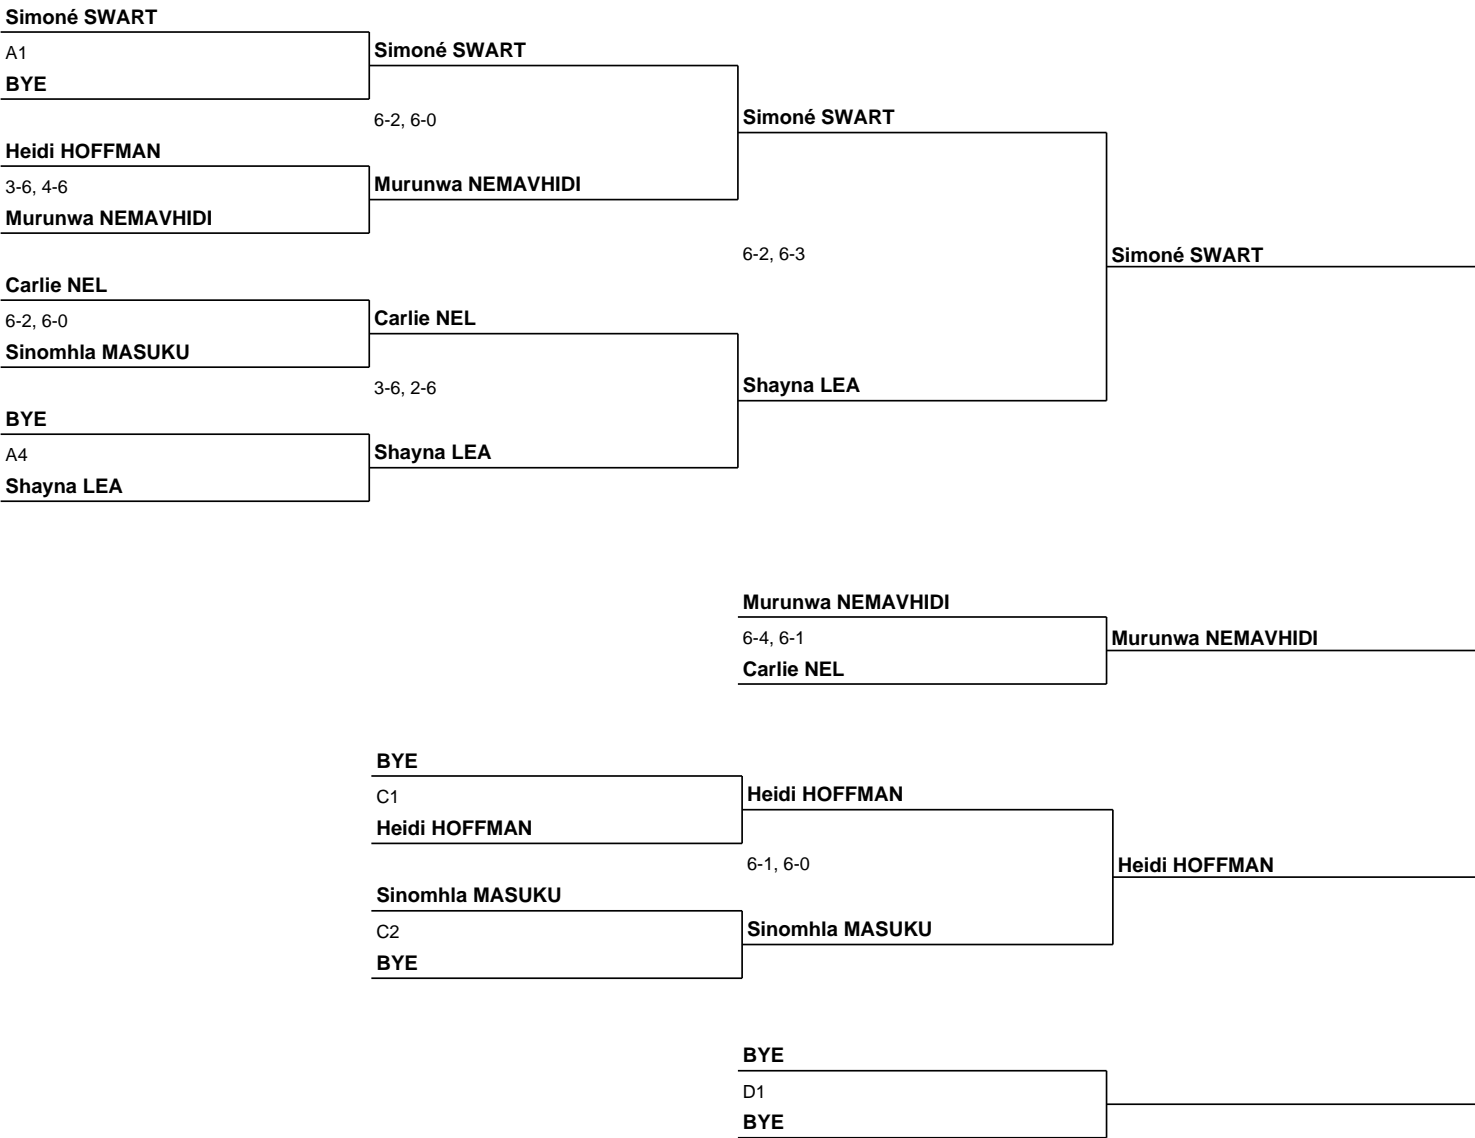 Simoné SWART
A1
BYE
Simoné SWART
6-2, 6-0
Simoné SWART
Heidi HOFFMAN
3-6, 4-6
Murunwa NEMAVHIDI
Murunwa NEMAVHIDI
6-2, 6-3
Simoné SWART
Carlie NEL
6-2, 6-0
Sinomhla MASUKU
Carlie NEL
3-6, 2-6
Shayna LEA
BYE
A4
Shayna LEA
Shayna LEA
Murunwa NEMAVHIDI
6-4, 6-1
Carlie NEL
Murunwa NEMAVHIDI
BYE
C1
Heidi HOFFMAN
Heidi HOFFMAN
6-1, 6-0
Heidi HOFFMAN
Sinomhla MASUKU
C2
BYE
Sinomhla MASUKU
BYE
D1
BYE